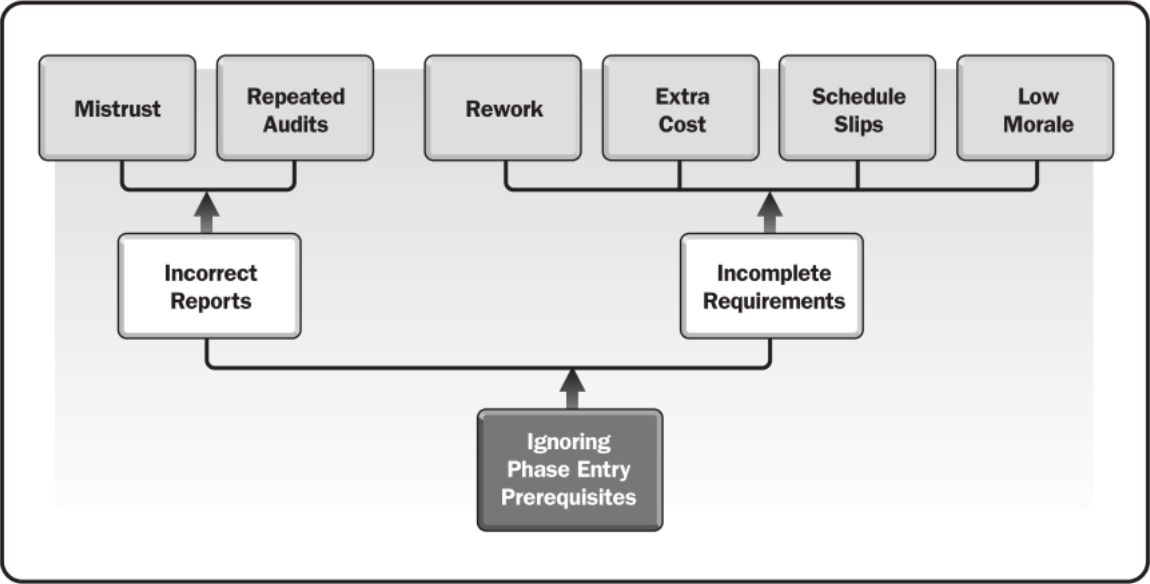 Mistrust
Repeated
Audits
Rework
Extra
Cost
Schedule
Slips
Low
Morale
Incorrect
Reports
Incomplete
Requirements
Ignoring
Phase Entry
Prerequisites